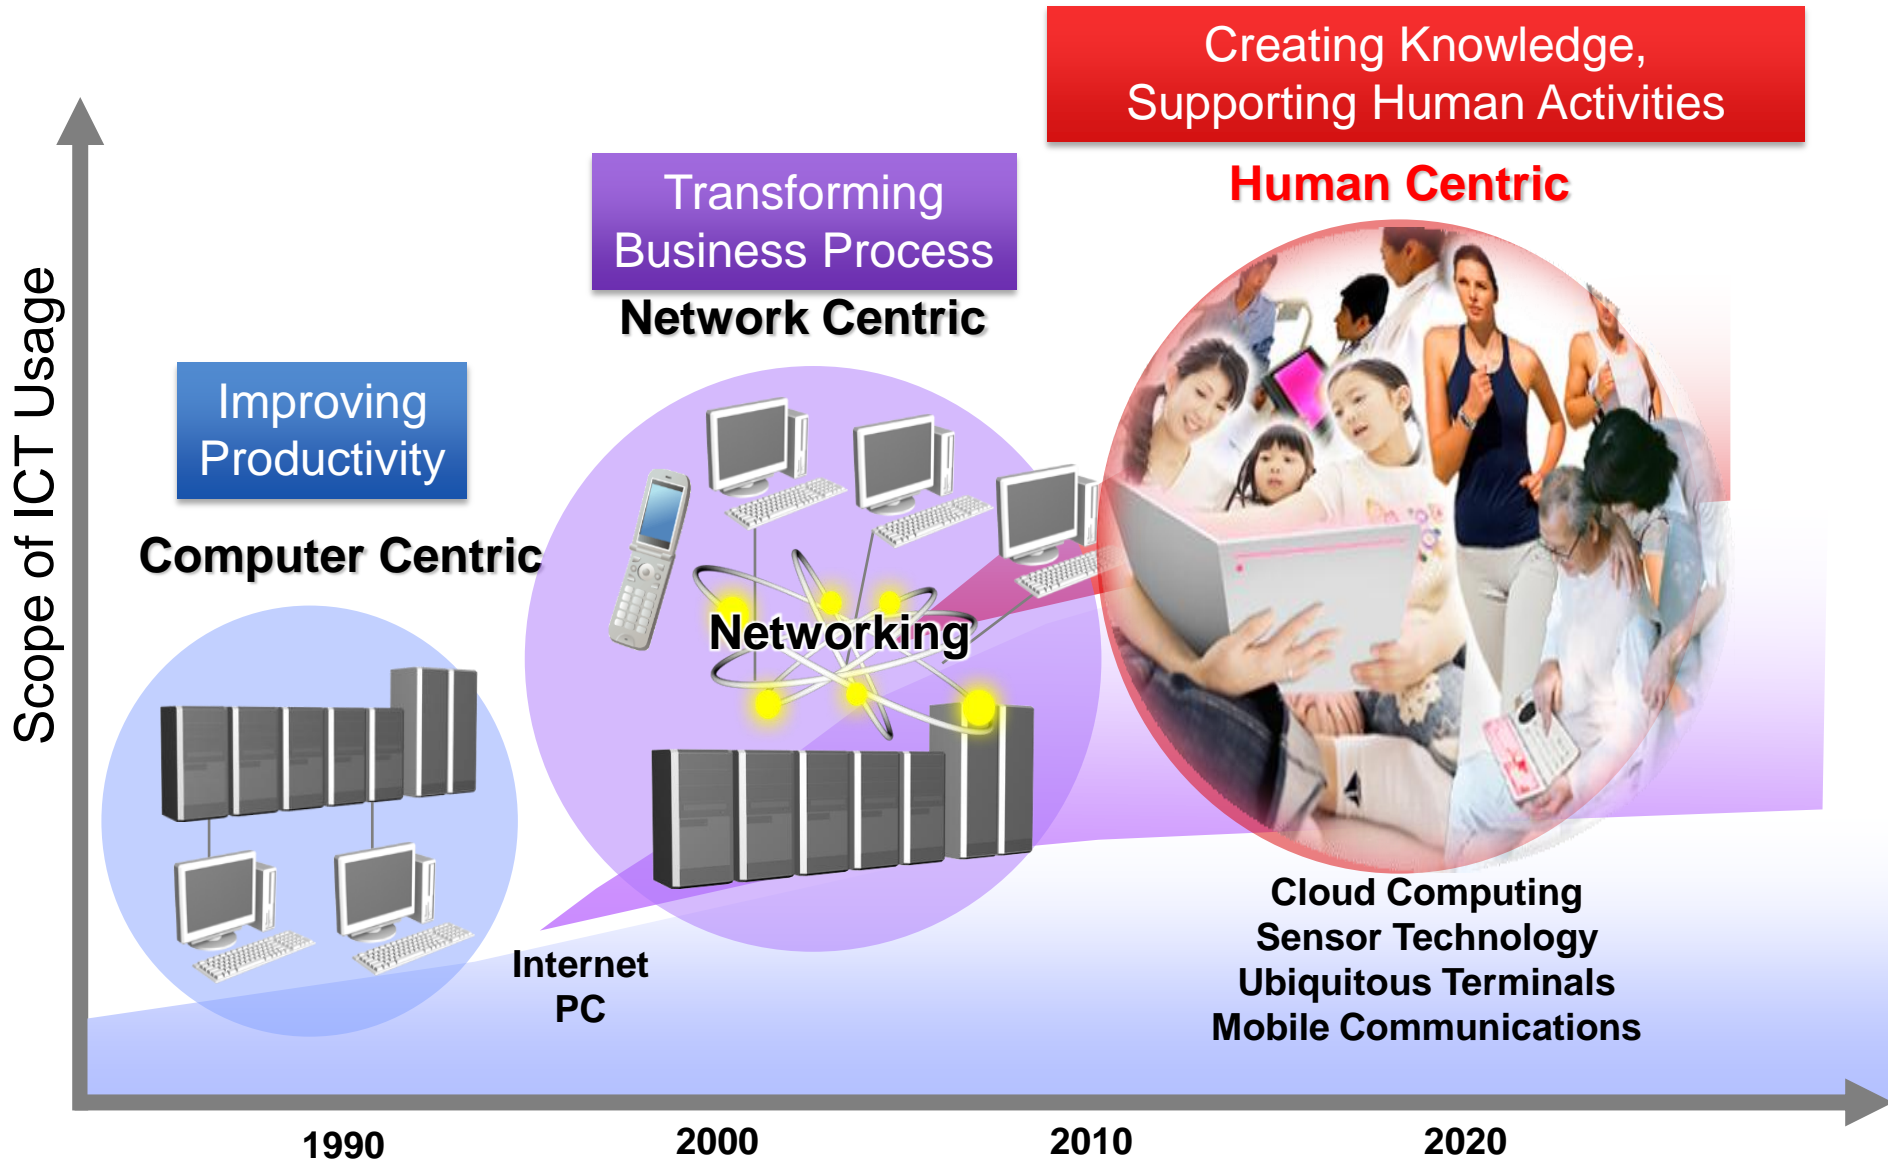 Creating Knowledge,
Supporting Human Activities
Human Centric
Transforming
Business Process
Network Centric
Improving
Productivity
Computer Centric
Scope of ICT Usage
Networking
Internet
PC
Cloud Computing
Sensor Technology
Ubiquitous Terminals
Mobile Communications
1990
2000
2010
2020